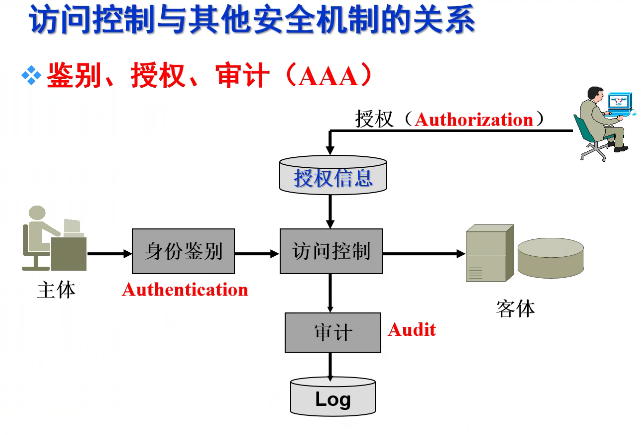 访问控制与其他安全机制的关系
鉴别、授权、审计（AAA）
授权（Authorization）
授权信息
身份鉴别
访问控制
主体
Authentication
客体
审计
Audit
Log